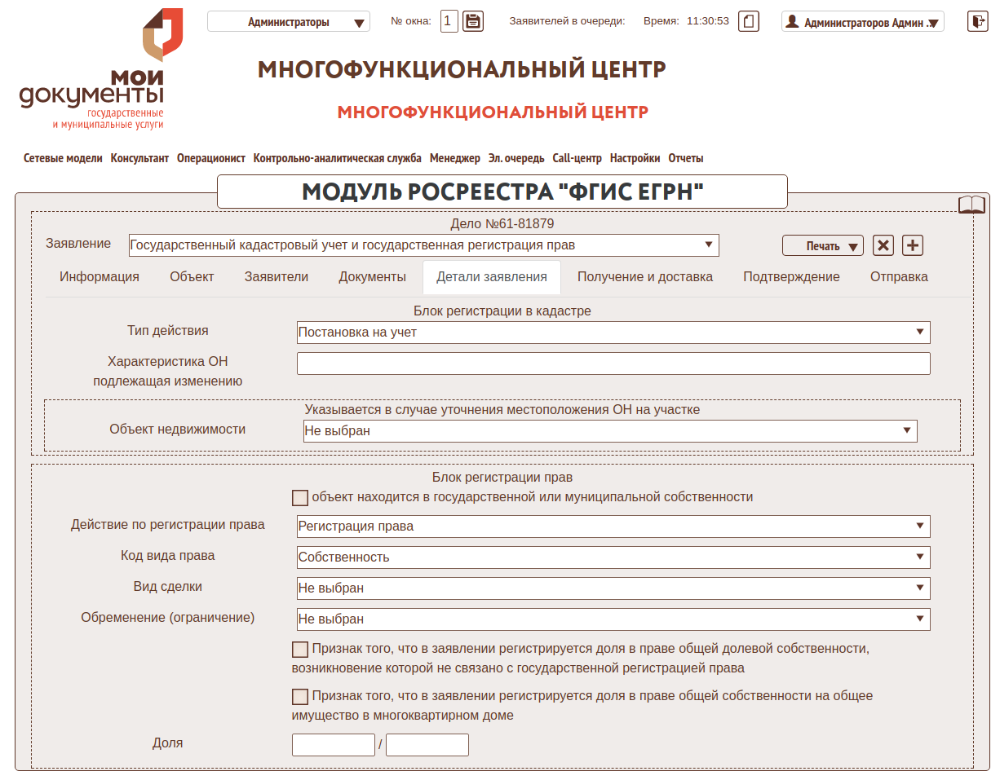 Администраторы
№ окна: 1
Заявителей в очереди:
Время: 11:30:53
Администраторов Админ ..
мои
документы
государственные
и муниципальные услуги
МНОГОФУНКЦИОНАЛЬНЫЙ ЦЕНТР
МНОГОФУНКЦИОНАЛЬНЫЙ ЦЕНТР
Сетевые модели Консультант Операционист Контрольно-аналитическая служба Менеджер Эл. очередь Call-центр Настройки Отчеты
МОДУЛЬ РОСРЕЕСТРА "ФГИС ЕГРН"
Дело №61-81879
Заявление Государственный кадастровый учет и государственная регистрация прав Печать
Информация Объект Заявители Документы Детали заявления Получение и доставка Подтверждение Отправка
Блок регистрации в кадастре
Тип действия Постановка на учет
Характеристика ОН
подлежащая изменению
Указывается в случае уточнения местоположения ОН на участке
Объект недвижимости Не выбран
Блок регистрации прав
объект находится в государственной или муниципальной собственности
Действие по регистрации права Регистрация права
Код вида права Собственность
Вид сделки Не выбран
Обременение (ограничение) Не выбран
Признак того, что в заявлении регистрируется доля в праве общей долевой собственности,
возникновение которой не связано с государственной регистрацией права
Признак того, что в заявлении регистрируется доля в праве общей собственности на общее
имущество в многоквартирном доме
Доля /